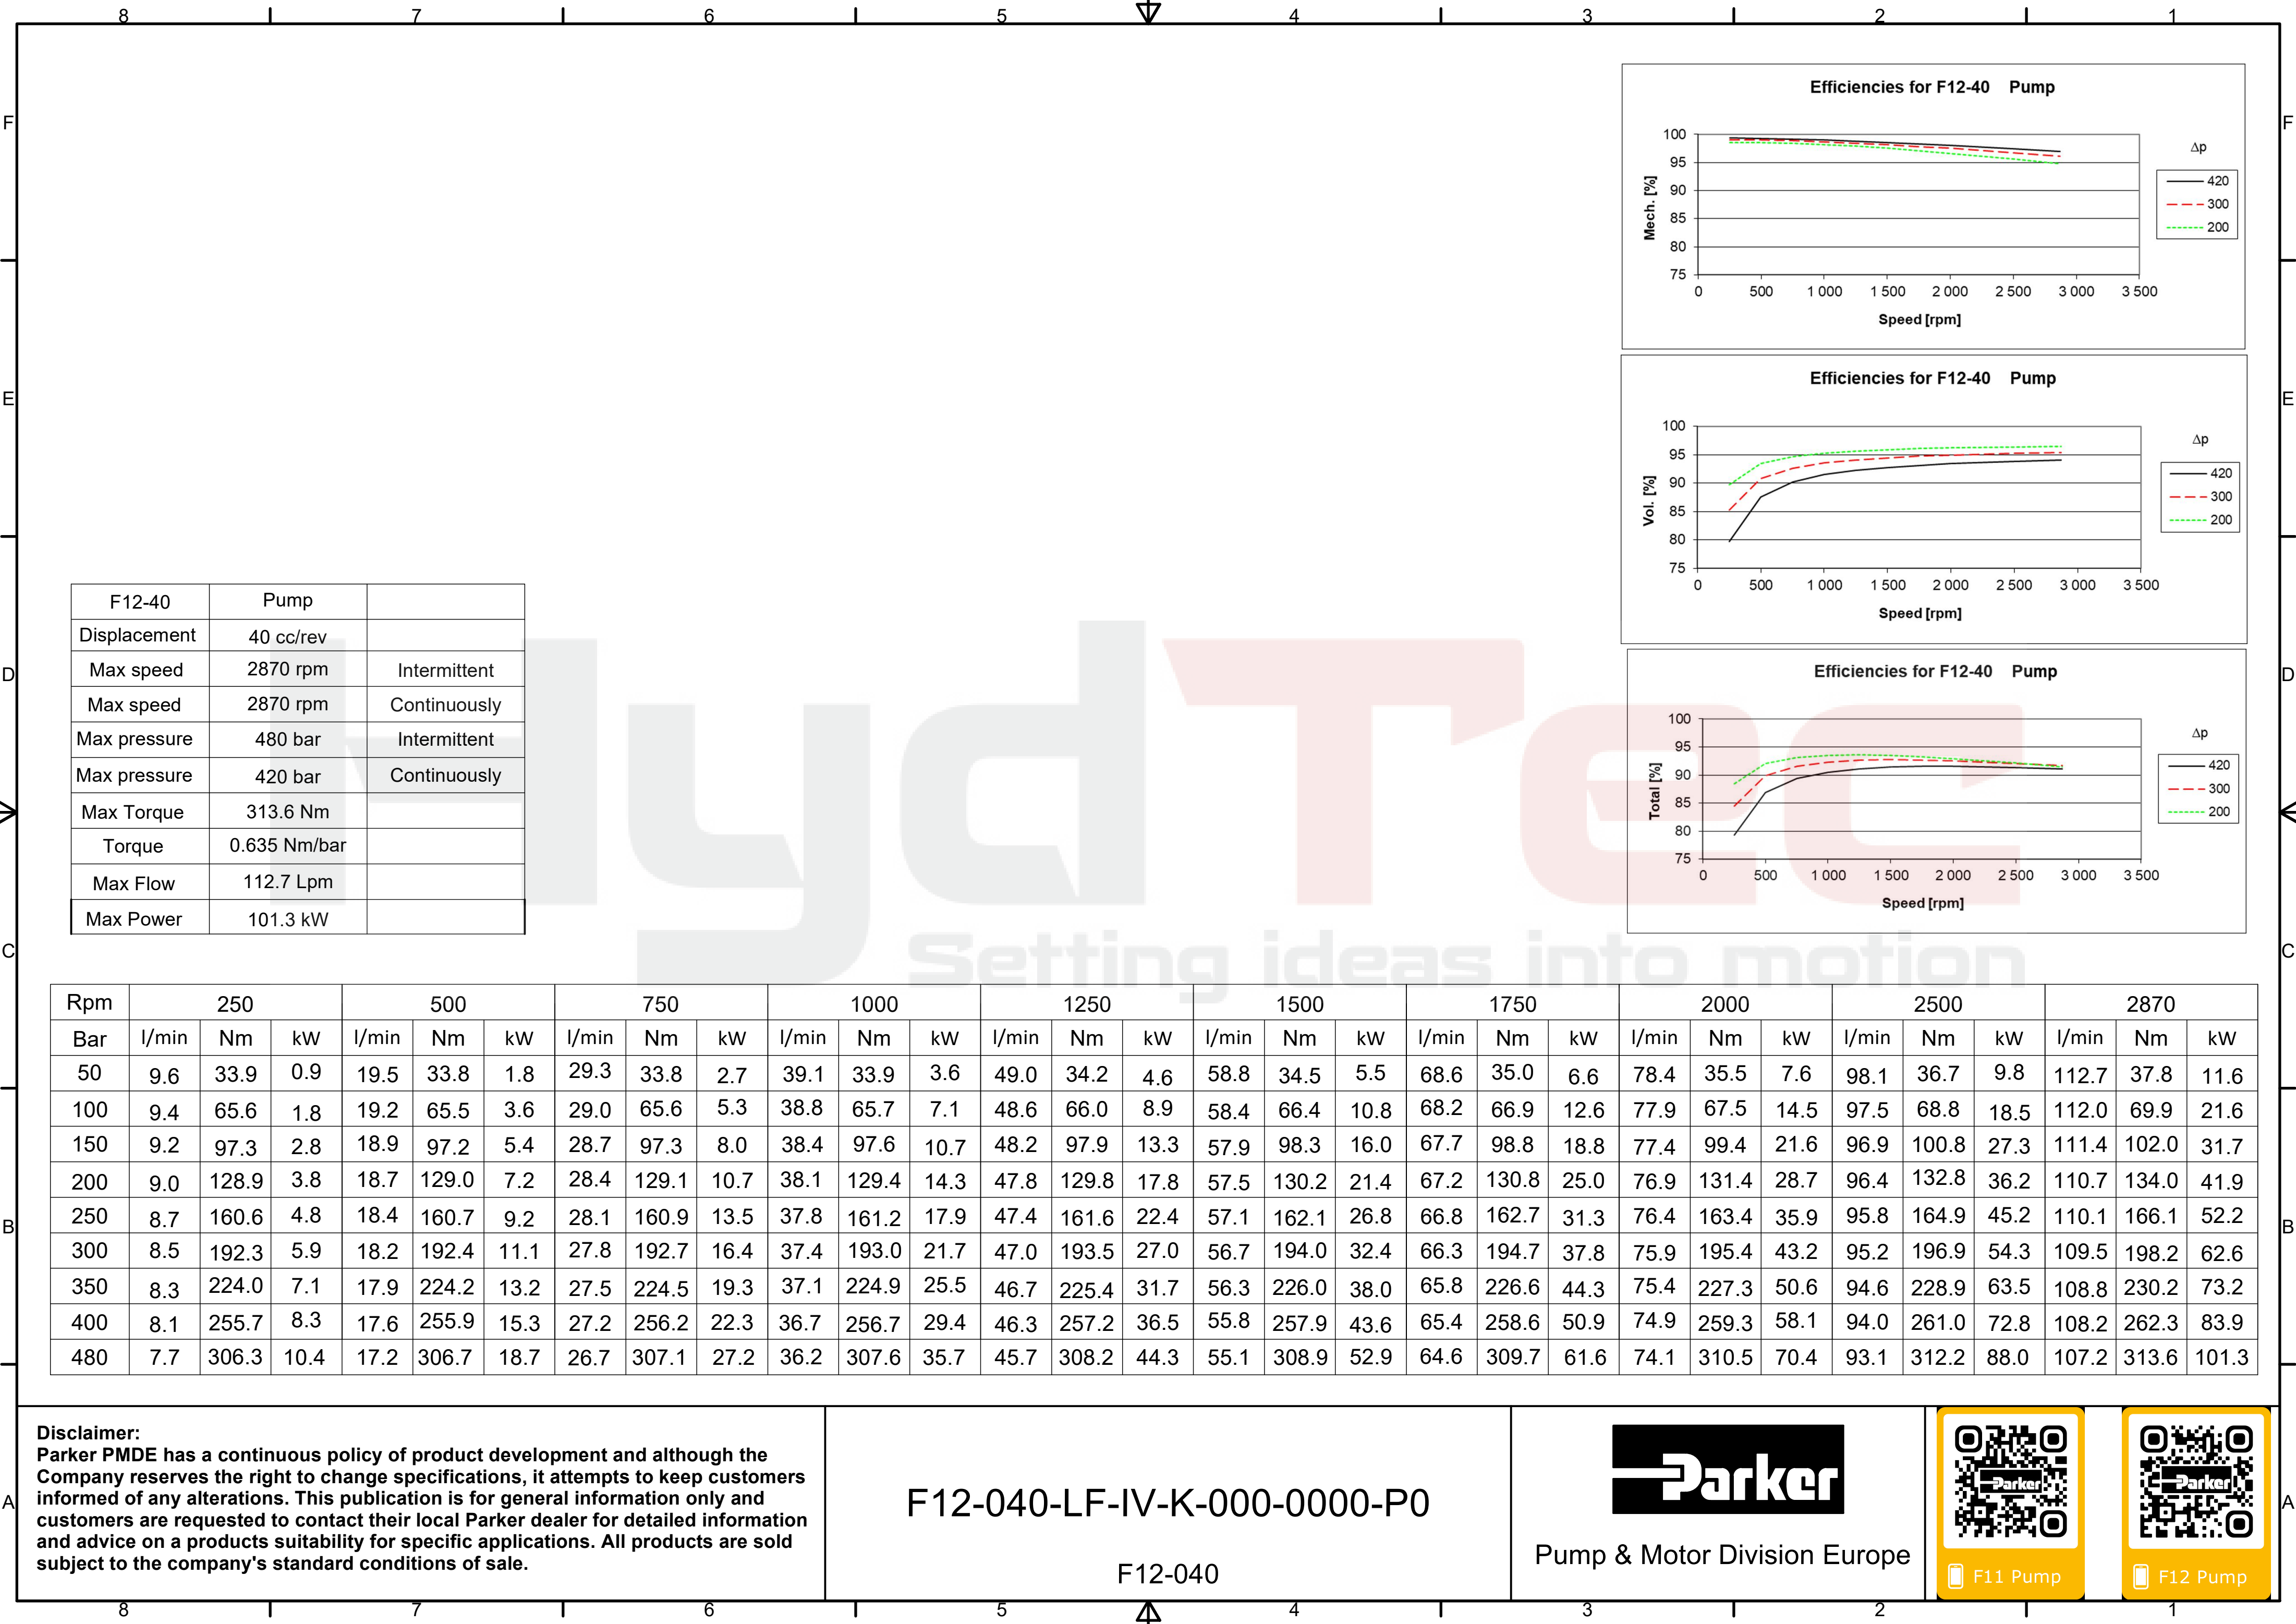 8 7 6 5 4 3 2 1
F F
E E
D D
C C
B B
A A
Efficiencies for F12-40 Pump
Mech. [%]
100
95
90
85
80
75
0 500 1 000 1 500 2 000 2 500 3 000 3 500
Speed [rpm]
Δp
420
300
200
Efficiencies for F12-40 Pump
Vol. [%]
100
95
90
85
80
75
0 500 1 000 1 500 2 000 2 500 3 000 3 500
Speed [rpm]
Δp
420
300
200
Efficiencies for F12-40 Pump
Total [%]
100
95
90
85
80
75
0 500 1 000 1 500 2 000 2 500 3 000 3 500
Speed [rpm]
Δp
420
300
200
F12-40 Pump
Displacement 40 cc/rev
Max speed 2870 rpm Intermittent
Max speed 2870 rpm Continuously
Max pressure 480 bar Intermittent
Max pressure 420 bar Continuously
Max Torque 313.6 Nm
Torque 0.635 Nm/bar
Max Flow 112.7 Lpm
Max Power 101.3 kW
HydTec
Setting ideas into motion
Rpm 250 500 750 1000 1250 1500 1750 2000 2500 2870
Bar l/min Nm kW l/min Nm kW l/min Nm kW l/min Nm kW l/min Nm kW l/min Nm kW l/min Nm kW l/min Nm kW l/min Nm kW l/min Nm kW
50 9.6 33.9 0.9 19.5 33.8 1.8 29.3 33.8 2.7 39.1 33.9 3.6 49.0 34.2 4.6 58.8 34.5 5.5 68.6 35.0 6.6 78.4 35.5 7.6 98.1 36.7 9.8 112.7 37.8 11.6
100 9.4 65.6 1.8 19.2 65.5 3.6 29.0 65.6 5.3 38.8 65.7 7.1 48.6 66.0 8.9 58.4 66.4 10.8 68.2 66.9 12.6 77.9 67.5 14.5 97.5 68.8 18.5 112.0 69.9 21.6
150 9.2 97.3 2.8 18.9 97.2 5.4 28.7 97.3 8.0 38.4 97.6 10.7 48.2 97.9 13.3 57.9 98.3 16.0 67.7 98.8 18.8 77.4 99.4 21.6 96.9 100.8 27.3 111.4 102.0 31.7
200 9.0 128.9 3.8 18.7 129.0 7.2 28.4 129.1 10.7 38.1 129.4 14.3 47.8 129.8 17.8 57.5 130.2 21.4 67.2 130.8 25.0 76.9 131.4 28.7 96.4 132.8 36.2 110.7 134.0 41.9
250 8.7 160.6 4.8 18.4 160.7 9.2 28.1 160.9 13.5 37.8 161.2 17.9 47.4 161.6 22.4 57.1 162.1 26.8 66.8 162.7 31.3 76.4 163.4 35.9 95.8 164.9 45.2 110.1 166.1 52.2
300 8.5 192.3 5.9 18.2 192.4 11.1 27.8 192.7 16.4 37.4 193.0 21.7 47.0 193.5 27.0 56.7 194.0 32.4 66.3 194.7 37.8 75.9 195.4 43.2 95.2 196.9 54.3 109.5 198.2 62.6
350 8.3 224.0 7.1 17.9 224.2 13.2 27.5 224.5 19.3 37.1 224.9 25.5 46.7 225.4 31.7 56.3 226.0 38.0 65.8 226.6 44.3 75.4 227.3 50.6 94.6 228.9 63.5 108.8 230.2 73.2
400 8.1 255.7 8.3 17.6 255.9 15.3 27.2 256.2 22.3 36.7 256.7 29.4 46.3 257.2 36.5 55.8 257.9 43.6 65.4 258.6 50.9 74.9 259.3 58.1 94.0 261.0 72.8 108.2 262.3 83.9
480 7.7 306.3 10.4 17.2 306.7 18.7 26.7 307.1 27.2 36.2 307.6 35.7 45.7 308.2 44.3 55.1 308.9 52.9 64.6 309.7 61.6 74.1 310.5 70.4 93.1 312.2 88.0 107.2 313.6 101.3
Disclaimer:
Parker PMDE has a continuous policy of product development and although the
Company reserves the right to change specifications, it attempts to keep customers
informed of any alterations. This publication is for general information only and
customers are requested to contact their local Parker dealer for detailed information
and advice on a products suitability for specific applications. All products are sold
subject to the company's standard conditions of sale.
F12-040-LF-IV-K-000-0000-P0
F12-040
Parker
Pump & Motor Division Europe
Parker
F11 Pump
Parker
F12 Pump
8 7 6 5 4 3 2 1